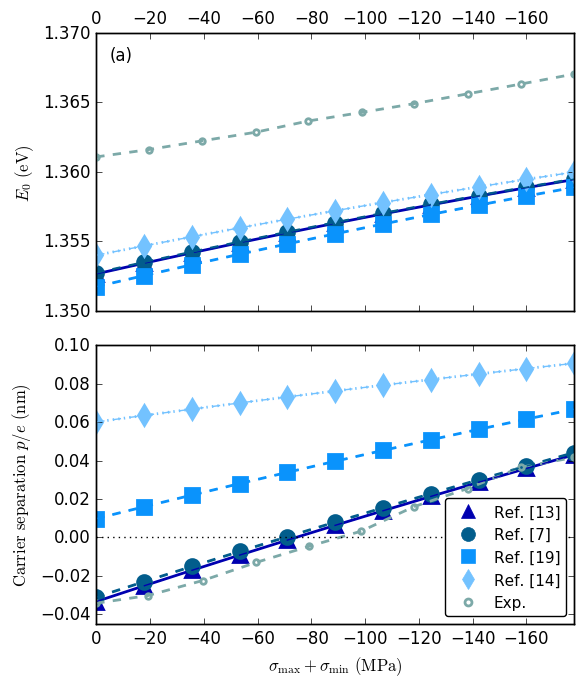 0 −20 −40 −60 −80 −100 −120 −140 −160
(a)
1.370
1.365
1.360
1.355
1.350
E₀ (eV)
0.10
0.08
0.06
0.04
0.02
0.00
−0.02
−0.04
Carrier separation p/e (nm)
Ref. [13]
Ref. [7]
Ref. [19]
Ref. [14]
Exp.
0 −20 −40 −60 −80 −100 −120 −140 −160
σmax + σmin (MPa)